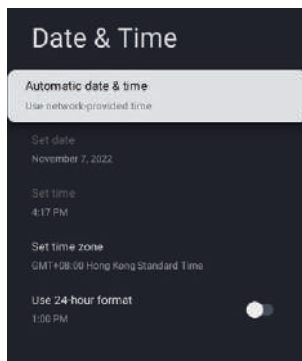 Date & Time
Automatic date & time
Use network-provided time
Set date
November 7, 2022
Set time
4:17 PM
Set time zone
GMT+08:00 Hong Kong Standard Time
Use 24-hour format
1:00 PM